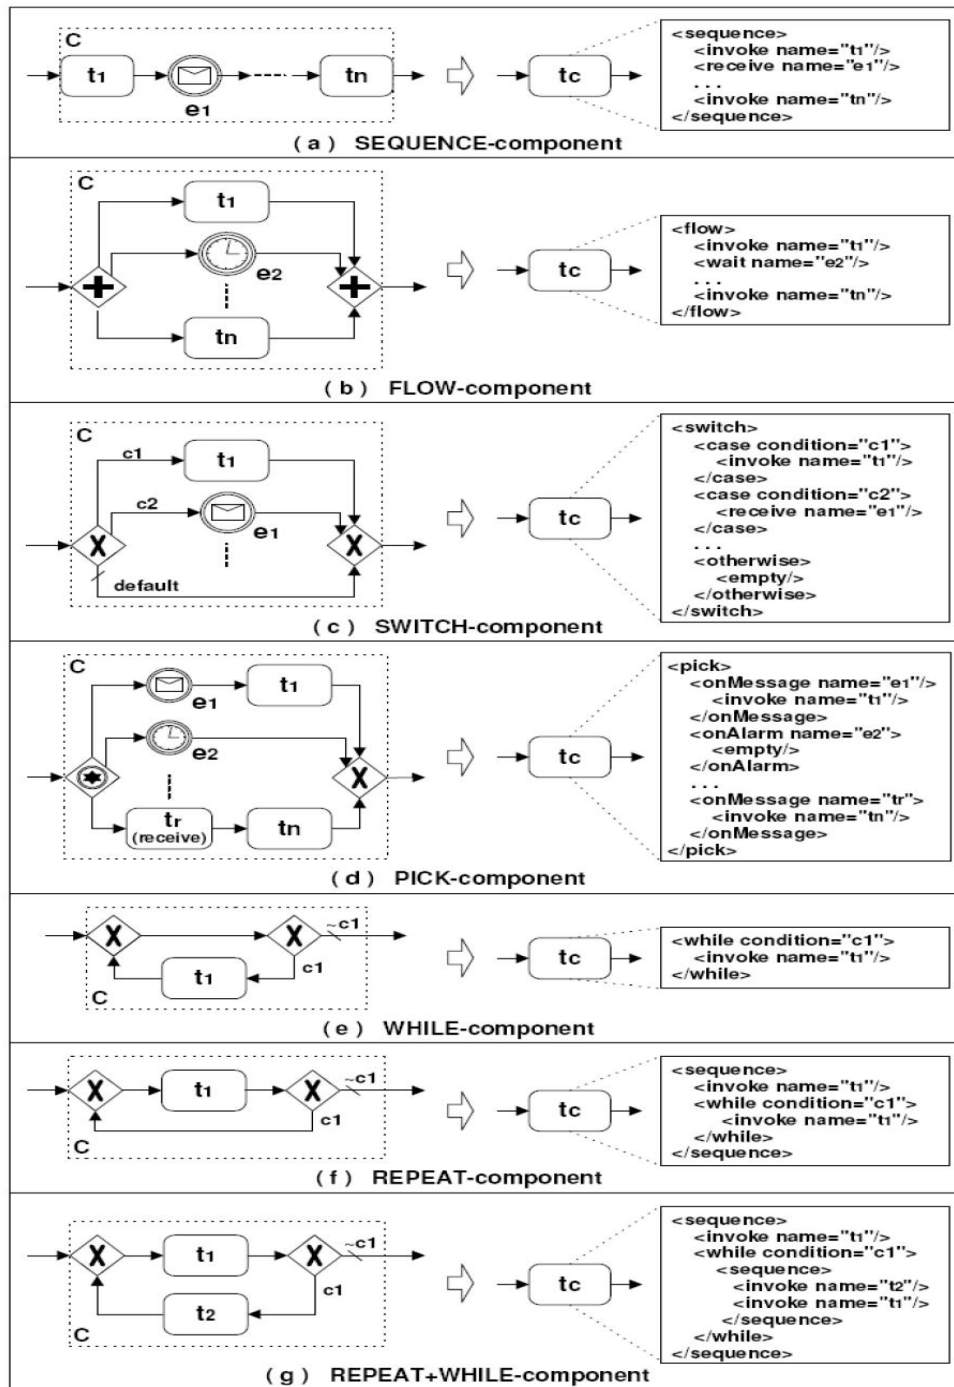 C
t1
e1
tn
tc
<sequence>
<invoke name="t1"/>
<receive name="e1"/>
. . .
<invoke name="tn"/>
</sequence>
( a ) SEQUENCE-component
C
t1
e2
tn
tc
<flow>
<invoke name="t1"/>
<wait name="e2"/>
. . .
<invoke name="tn"/>
</flow>
( b ) FLOW-component
C
c1
t1
c2
e1
default
tc
<switch>
<case condition="c1">
<invoke name="t1"/>
</case>
<case condition="c2">
<receive name="e1"/>
</case>
. . .
<otherwise>
<empty/>
</otherwise>
</switch>
( c ) SWITCH-component
C
e1
t1
e2
tr
(receive)
tn
tc
<pick>
<onMessage name="e1"/>
<invoke name="t1"/>
</onMessage>
<onAlarm name="e2">
<empty/>
</onAlarm>
. . .
<onMessage name="tr">
<invoke name="tn"/>
</onMessage>
</pick>
( d ) PICK-component
~c1
c1
t1
C
tc
<while condition="c1">
<invoke name="t1"/>
</while>
( e ) WHILE-component
t1
~c1
c1
C
tc
<sequence>
<invoke name="t1"/>
<while condition="c1">
<invoke name="t1"/>
</while>
</sequence>
( f ) REPEAT-component
t1
~c1
c1
t2
C
tc
<sequence>
<invoke name="t1"/>
<while condition="c1">
<sequence>
<invoke name="t2"/>
<invoke name="t1"/>
</sequence>
</while>
</sequence>
( g ) REPEAT+WHILE-component